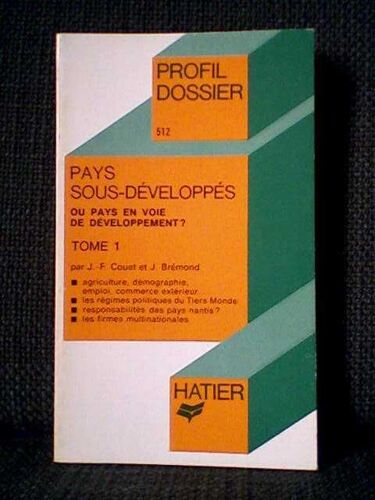 PROFIL
DOSSIER
512
PAYS
SOUS-DÉVELOPPÉS
OU PAYS EN VOIE
DE DÉVELOPPEMENT?
TOME 1
par J.-F. Couet et J. Brémond
■ agriculture, démographie,
emploi, commerce extérieur...
■ les régimes politiques du Tiers Monde
■ responsabilités des pays nantis?
■ les firmes multinationales
HATIER